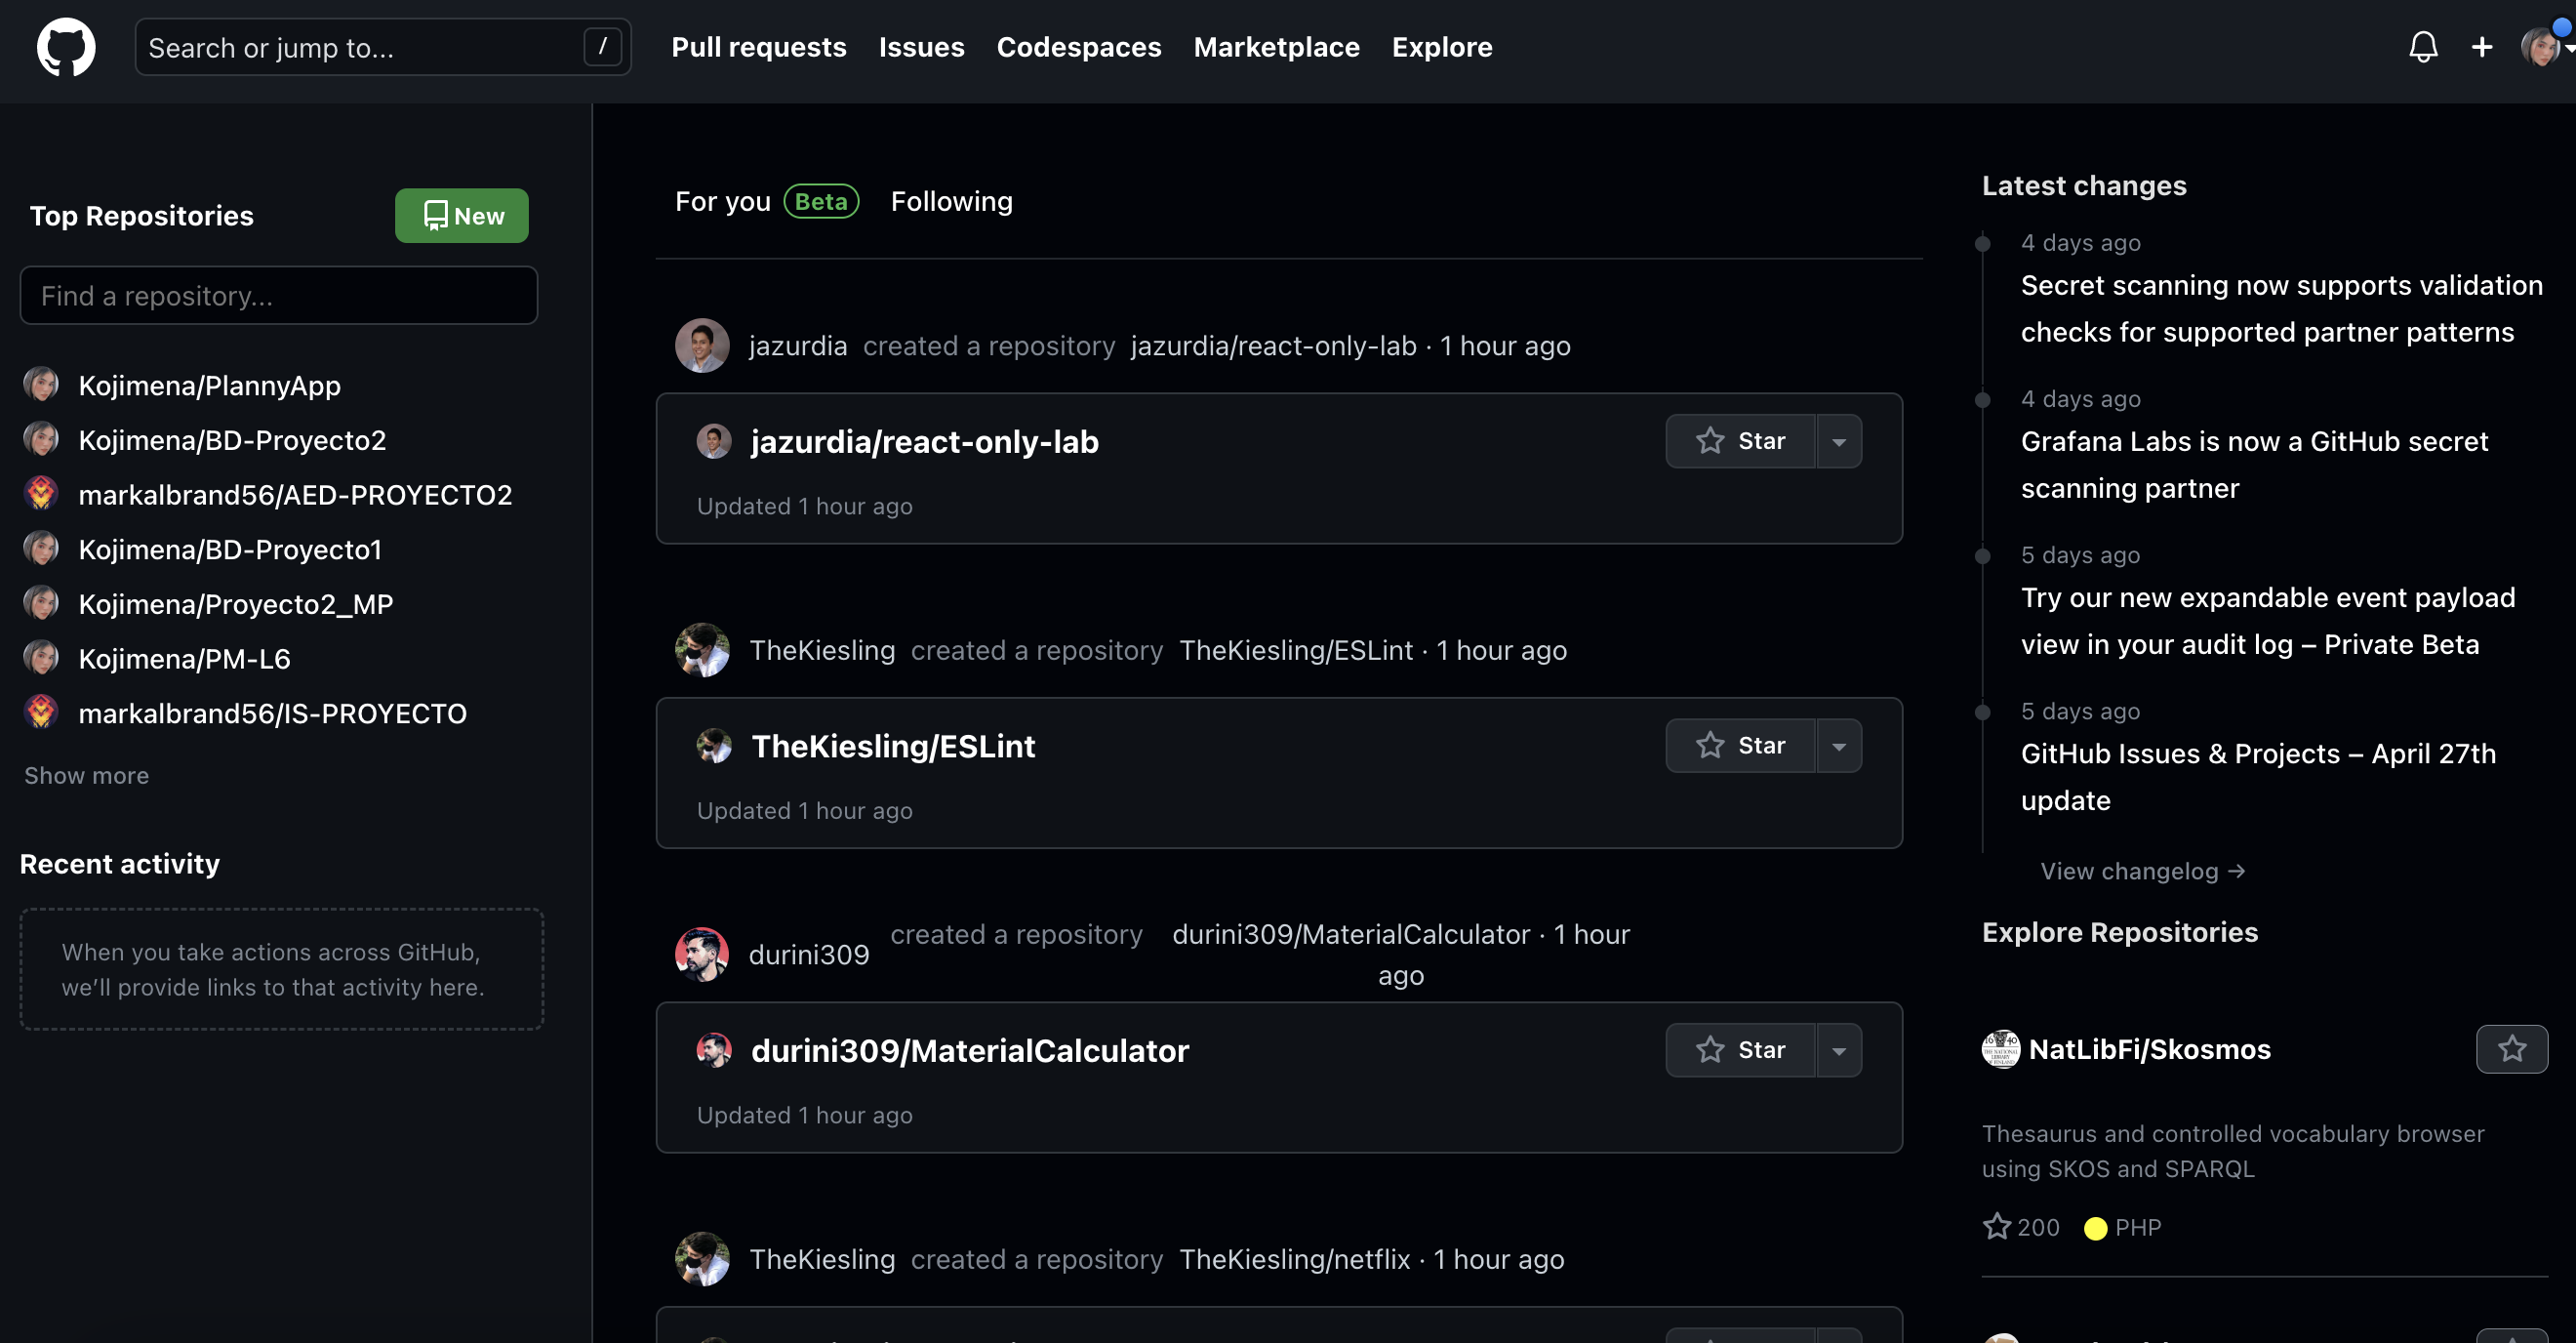 Search or jump to...
/
Pull requests
Issues
Codespaces
Marketplace
Explore
Top Repositories
New
Find a repository...
Kojimena/PlannyApp
Kojimena/BD-Proyecto2
markalbrand56/AED-PROYECTO2
Kojimena/BD-Proyecto1
Kojimena/Proyecto2_MP
Kojimena/PM-L6
markalbrand56/IS-PROYECTO
Show more
Recent activity
When you take actions across GitHub,
we’ll provide links to that activity here.
For you Beta
Following
jazurdia created a repository jazurdia/react-only-lab · 1 hour ago
jazurdia/react-only-lab
Star
Updated 1 hour ago
TheKiesling created a repository TheKiesling/ESLint · 1 hour ago
TheKiesling/ESLint
Star
Updated 1 hour ago
durini309 created a repository durini309/MaterialCalculator · 1 hour
ago
durini309/MaterialCalculator
Star
Updated 1 hour ago
TheKiesling created a repository TheKiesling/netflix · 1 hour ago
Latest changes
4 days ago
Secret scanning now supports validation
checks for supported partner patterns
4 days ago
Grafana Labs is now a GitHub secret
scanning partner
5 days ago
Try our new expandable event payload
view in your audit log – Private Beta
5 days ago
GitHub Issues & Projects – April 27th
update
View changelog →
Explore Repositories
NatLibFi/Skosmos
Thesaurus and controlled vocabulary browser
using SKOS and SPARQL
200
PHP